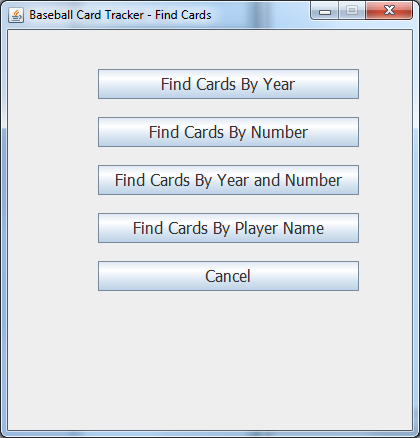 Baseball Card Tracker - Find Cards
Find Cards By Year
Find Cards By Number
Find Cards By Year and Number
Find Cards By Player Name
Cancel